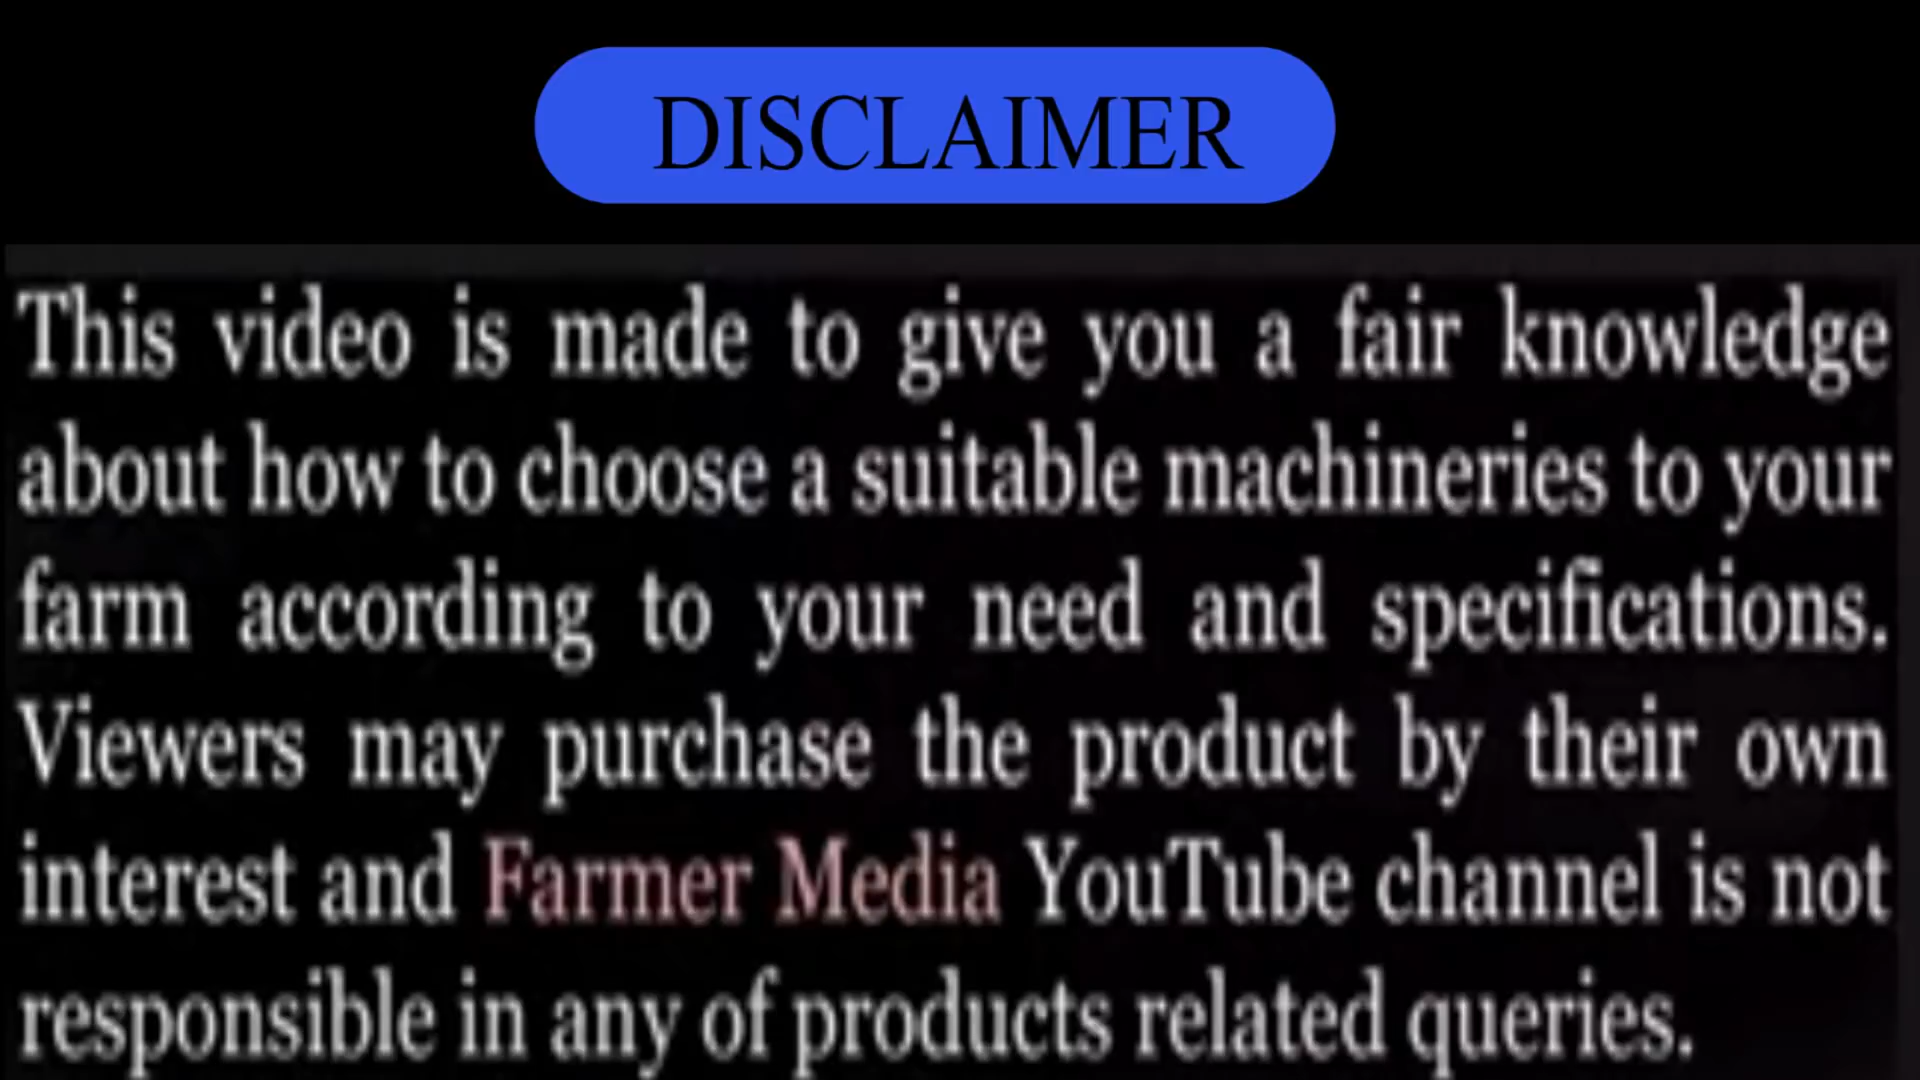 DISCLAIMER
This video is made to give you a fair knowledge
about how to choose a suitable machineries to your
farm according to your need and specifications.
Viewers may purchase the product by their own
interest and Farmer Media YouTube channel is not
responsible in any of products related queries.